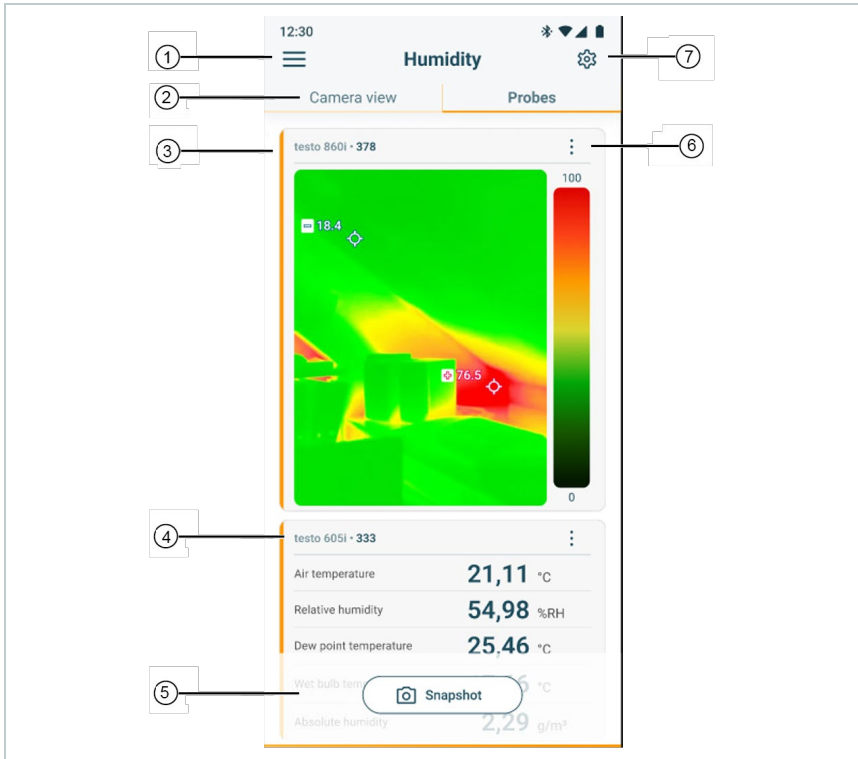 12:30
1
Humidity
7
2
Camera view
Probes
3
testo 860i • 378
6
100
18.4
76.5
0
4
testo 605i • 333
Air temperature 21,11 °C
Relative humidity 54,98 %RH
Dew point temperature 25,46 °C
Wet bulb °C
5
Snapshot
Absolute humidity 2,29 g/m³